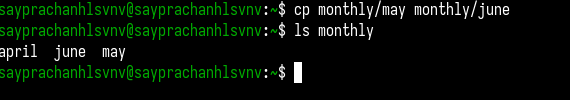 sayprachanhlsvnv@sayprachanhlsvnv:~$ cp monthly/may monthly/june
sayprachanhlsvnv@sayprachanhlsvnv:~$ ls monthly
april  june  may
sayprachanhlsvnv@sayprachanhlsvnv:~$